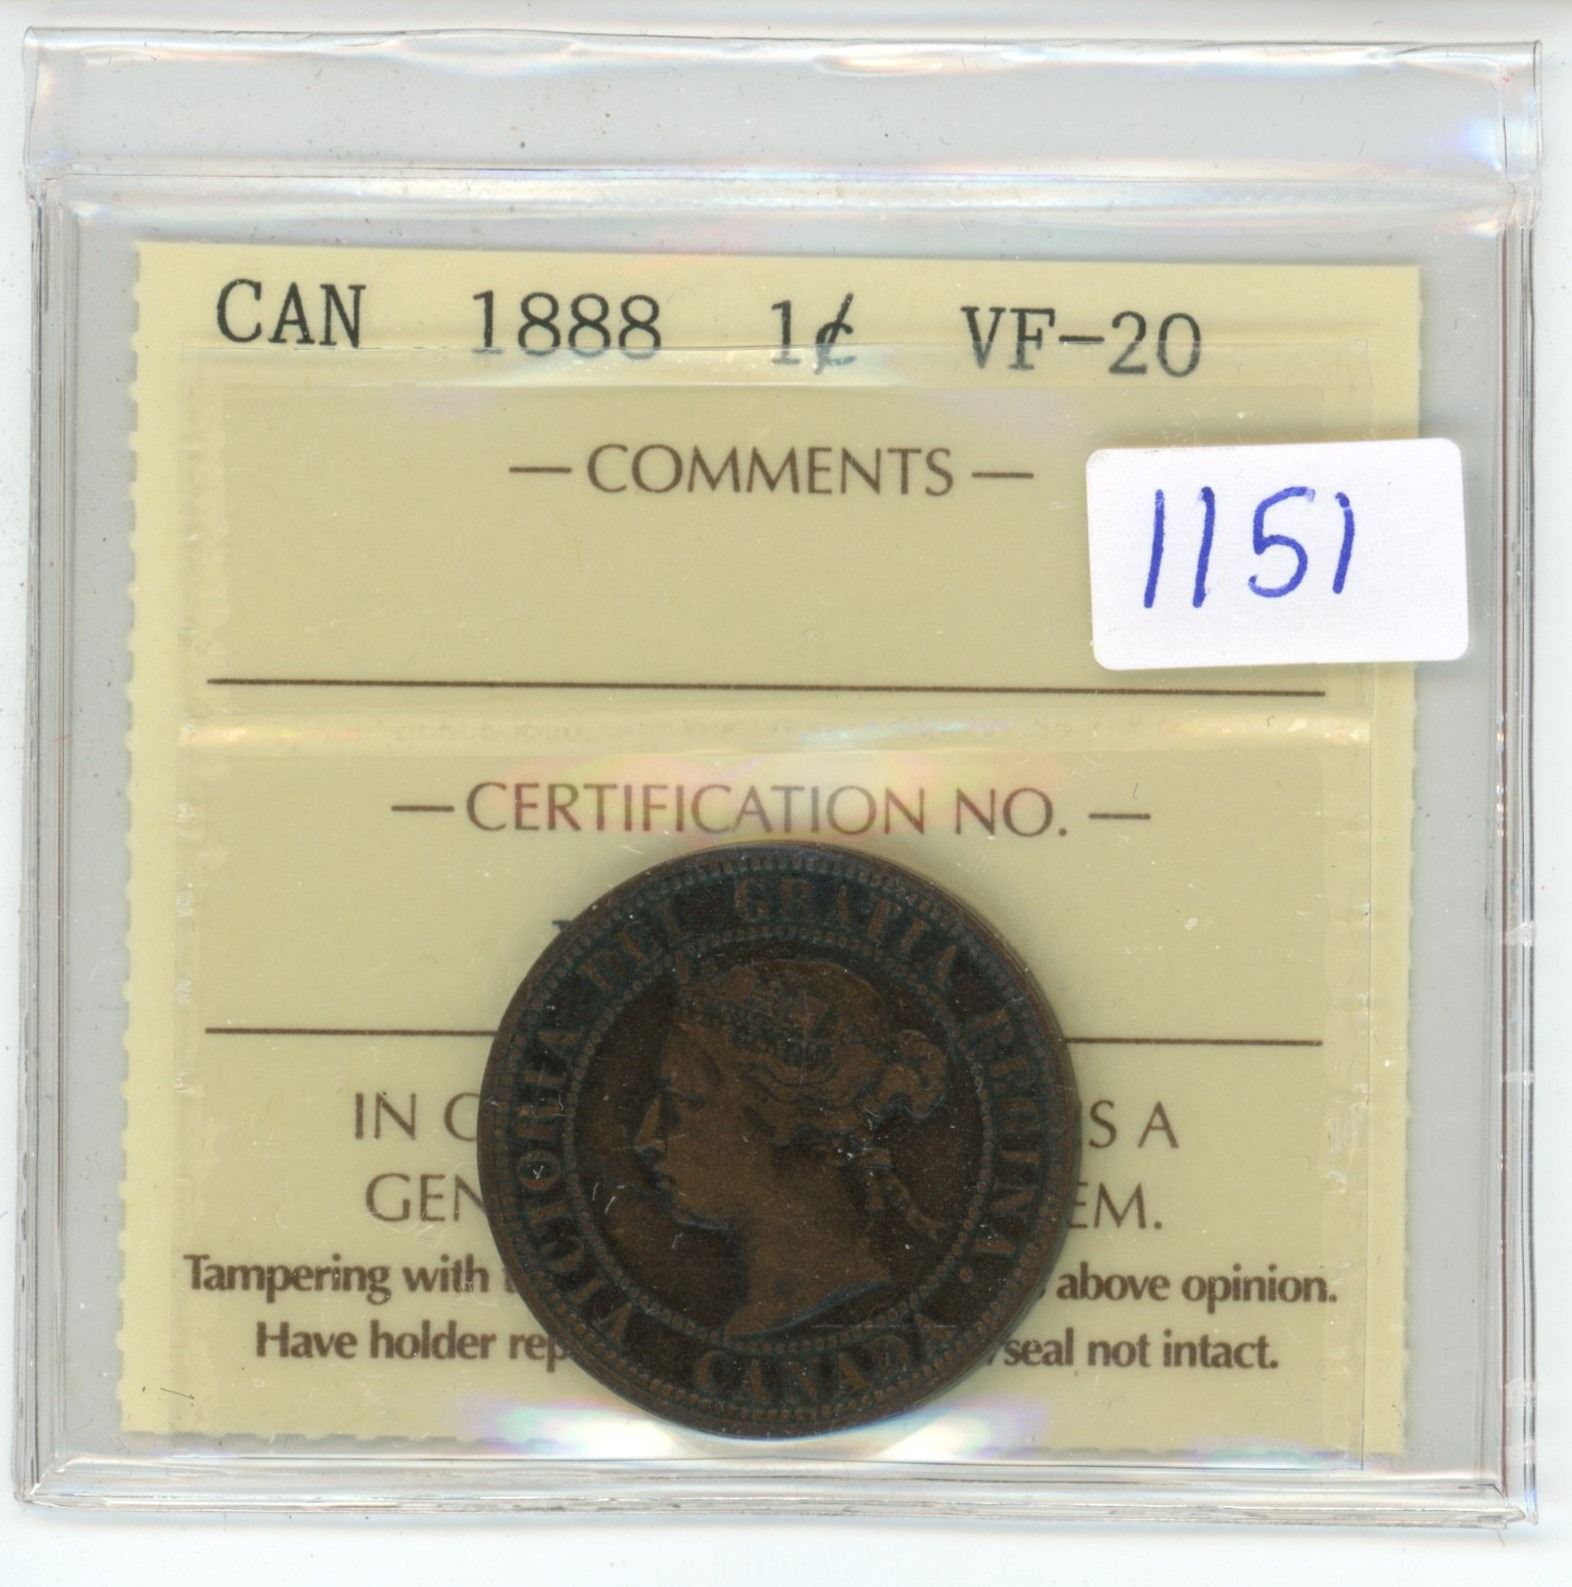 CAN 1888 1¢ VF-20
— COMMENTS —
1151
— CERTIFICATION NO. —
IN C S A
GEN EM.
Tampering with above opinion.
Have holder rep seal not intact.
VICTORIA DEI GRATIA REGINA.
CANADA